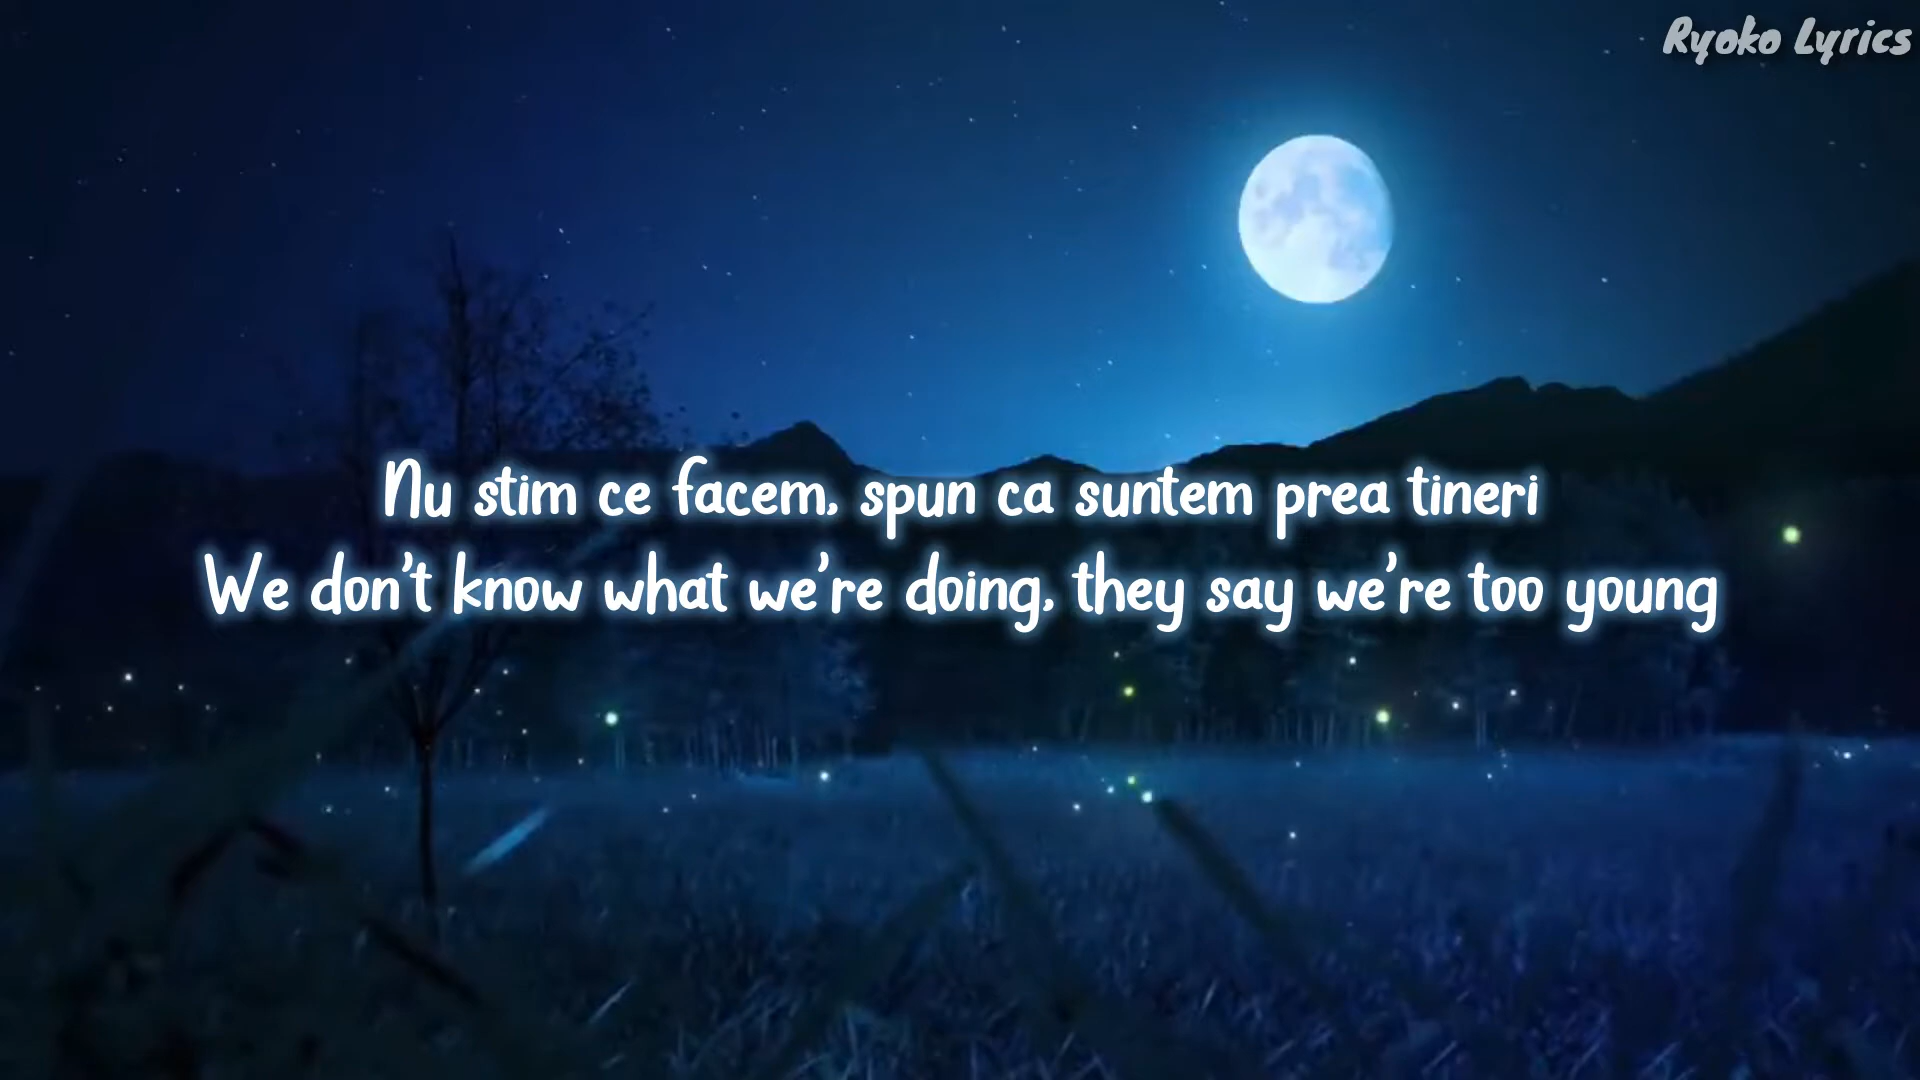 Ryoko Lyrics
Nu stim ce facem, spun ca suntem prea tineri
We don't know what we're doing, they say we're too young